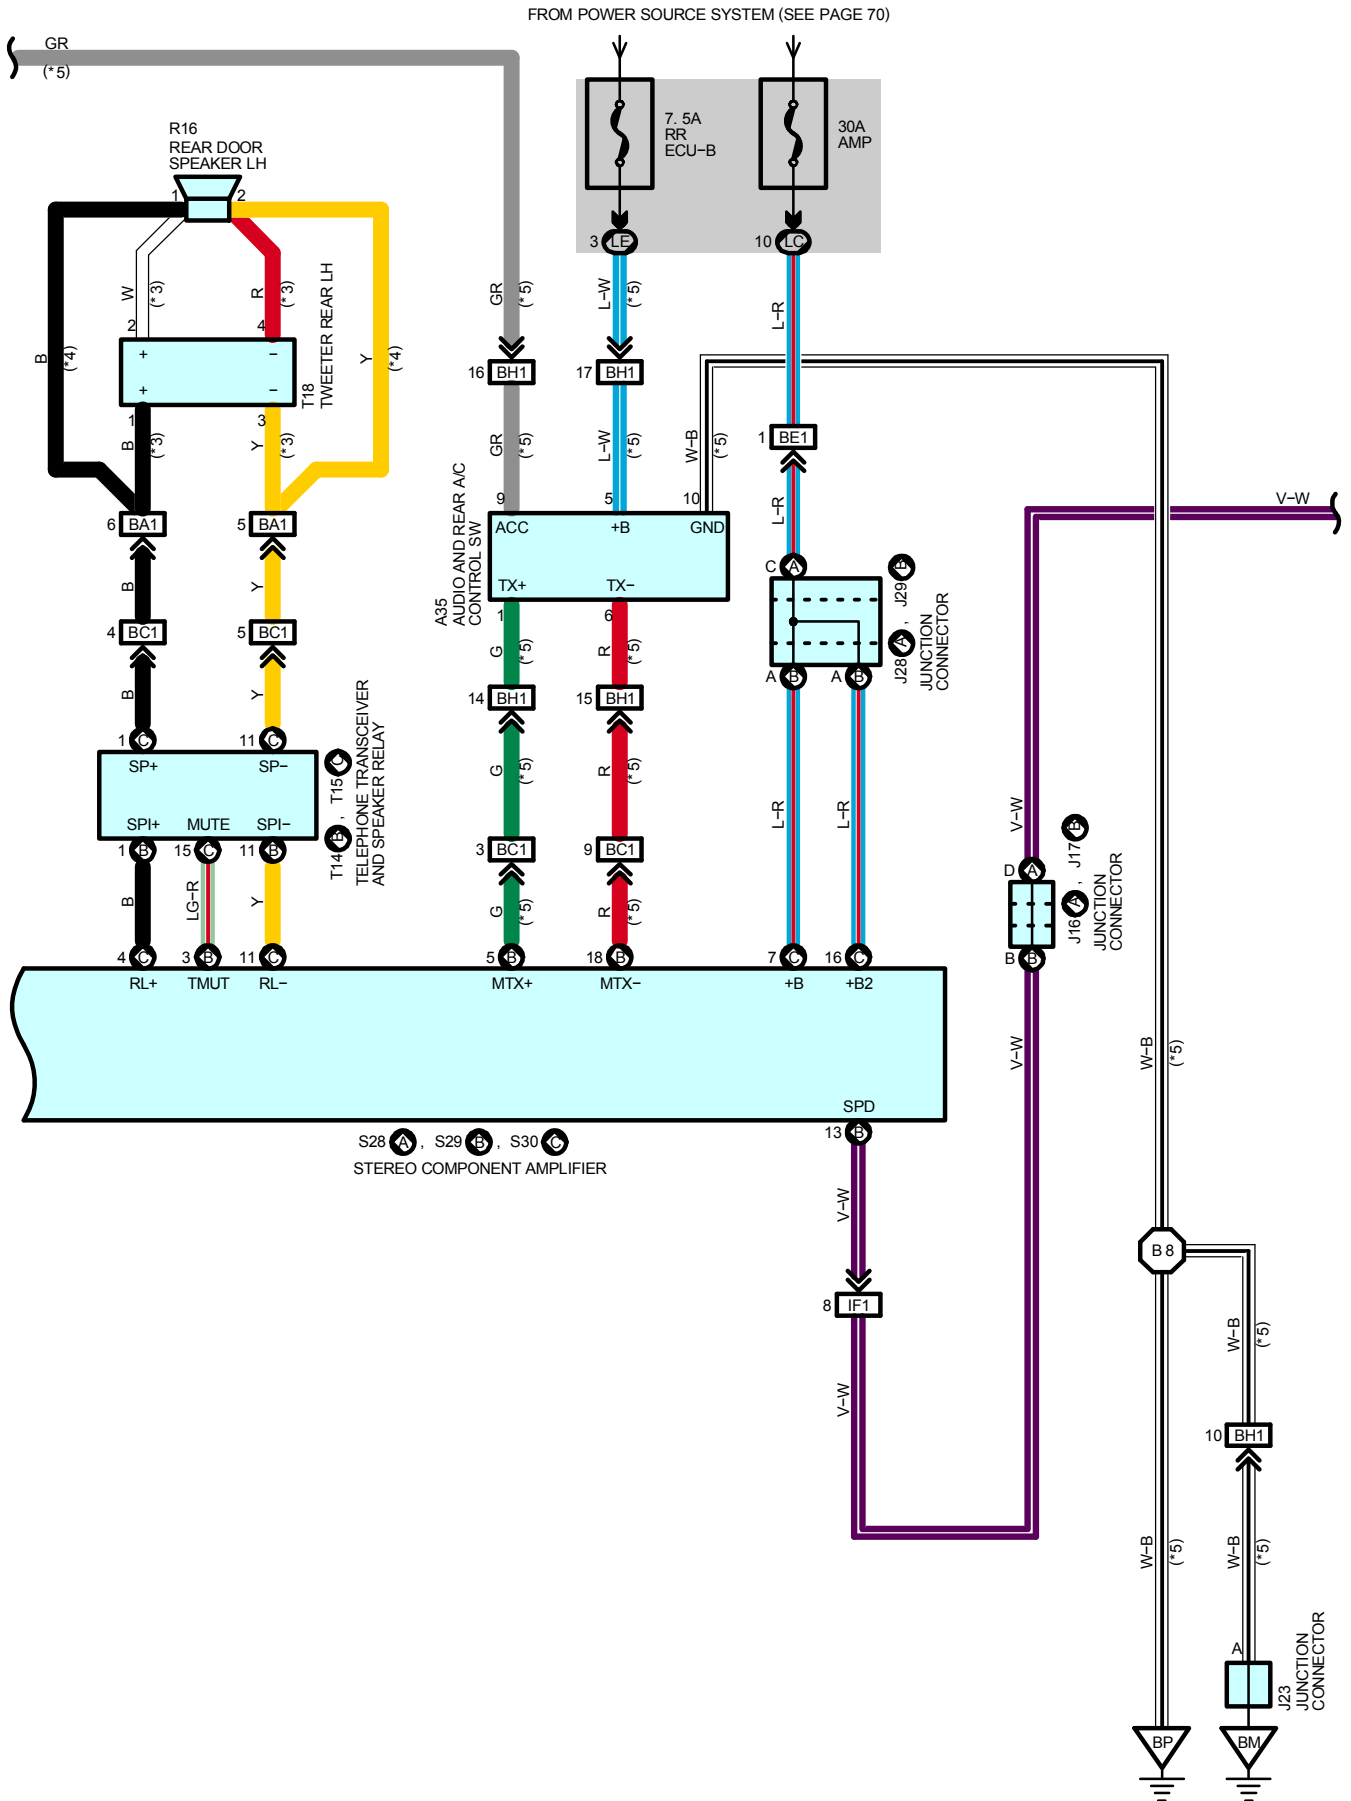 FROM POWER SOURCE SYSTEM (SEE PAGE 70)
GR
(*5)
R16
REAR DOOR
SPEAKER LH
1
2
7. 5A
RR
ECU-B
30A
AMP
3 LE
10 LC
W
(*3)
R
(*3)
GR
(*5)
L-W
(*5)
L-R
2
4
B
(*4)
+
-
+
-
Y
(*4)
T18
TWEETER REAR LH
16 BH1
17 BH1
1
3
B
(*3)
Y
(*3)
GR
(*5)
L-W
(*5)
W-B
(*5)
1 BE1
L-R
9
5
10
6 BA1
5 BA1
ACC
+B
GND
TX+
TX-
A35
AUDIO AND REAR A/C
CONTROL SW
V-W
B
Y
C A
J28 A , J29 B
JUNCTION
CONNECTOR
1
6
4 BC1
5 BC1
G
(*5)
R
(*5)
A B
A B
B
Y
14 BH1
15 BH1
1 C
11 C
SP+
SP-
SPI+
MUTE
SPI-
T14 B , T15 C
TELEPHONE TRANSCEIVER
AND SPEAKER RELAY
G
(*5)
R
(*5)
L-R
L-R
V-W
1 B
15 C
11 B
3 BC1
9 BC1
D A
J16 A , J17 B
JUNCTION
CONNECTOR
B
LG-R
Y
G
(*5)
R
(*5)
4 C
3 B
11 C
5 B
18 B
7 C
16 C
B B
RL+
TMUT
RL-
MTX+
MTX-
+B
+B2
V-W
W-B
(*5)
SPD
13 B
S28 A , S29 B , S30 C
STEREO COMPONENT AMPLIFIER
V-W
B 8
8 IF1
W-B
(*5)
V-W
10 BH1
W-B
(*5)
W-B
(*5)
A
J23
JUNCTION
CONNECTOR
BP
BM